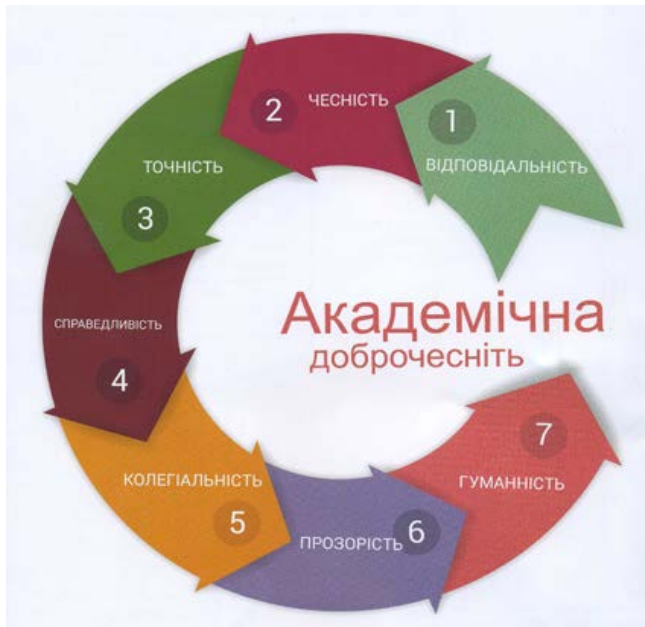 1
ВІДПОВІДАЛЬНІСТЬ
2
ЧЕСНІСТЬ
ТОЧНІСТЬ
3
СПРАВЕДЛИВІСТЬ
4
КОЛЕГІАЛЬНІСТЬ
5
ПРОЗОРІСТЬ
6
7
ГУМАННІСТЬ
Академічна
доброчесніть